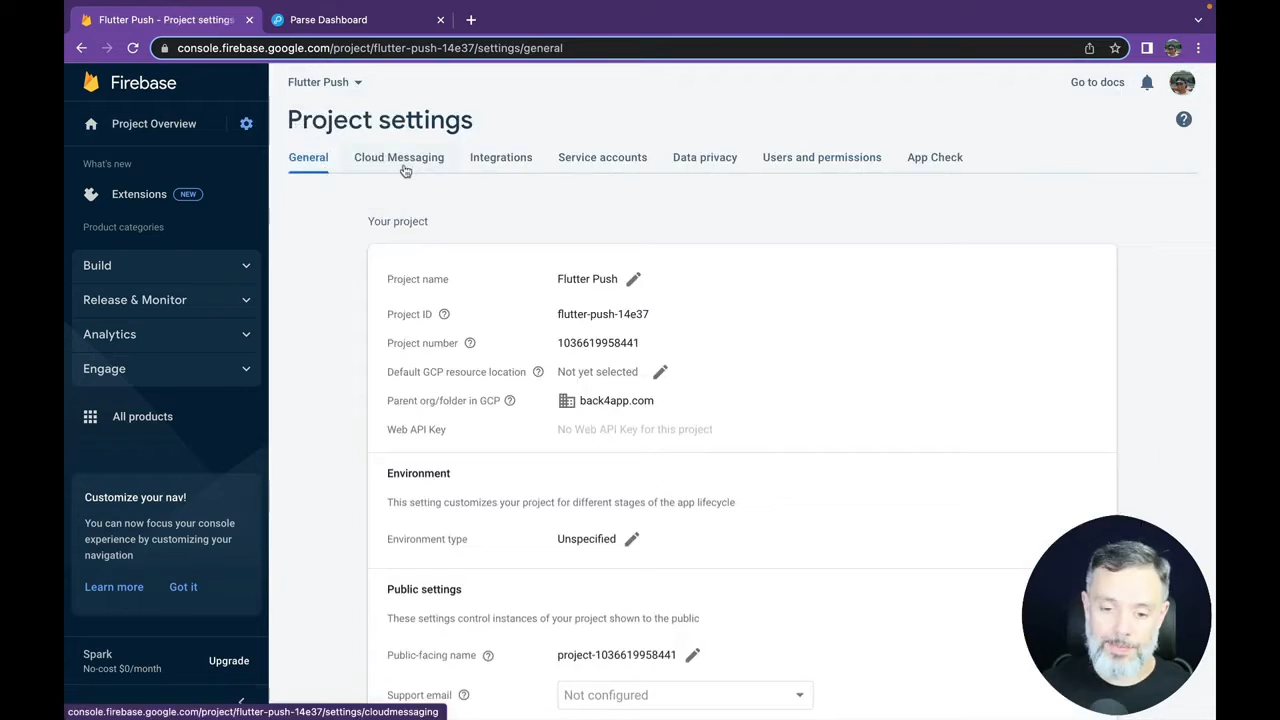 Flutter Push - Project settings
Parse Dashboard
console.firebase.google.com/project/flutter-push-14e37/settings/general
Firebase
Flutter Push
Go to docs
Project Overview
Project settings
What's new
General
Cloud Messaging
Integrations
Service accounts
Data privacy
Users and permissions
App Check
Extensions
NEW
Product categories
Your project
Build
Project name
Flutter Push
Release & Monitor
Project ID
flutter-push-14e37
Analytics
Project number
1036619958441
Engage
Default GCP resource location
Not yet selected
Parent org/folder in GCP
back4app.com
All products
Web API Key
No Web API Key for this project
Environment
Customize your nav!
This setting customizes your project for different stages of the app lifecycle
You can now focus your console
experience by customizing your
navigation
Environment type
Unspecified
Learn more
Got it
Public settings
These settings control instances of your project shown to the public
Spark
No-cost $0/month
Upgrade
Public-facing name
project-1036619958441
Support email
Not configured
console.firebase.google.com/project/flutter-push-14e37/settings/cloudmessaging